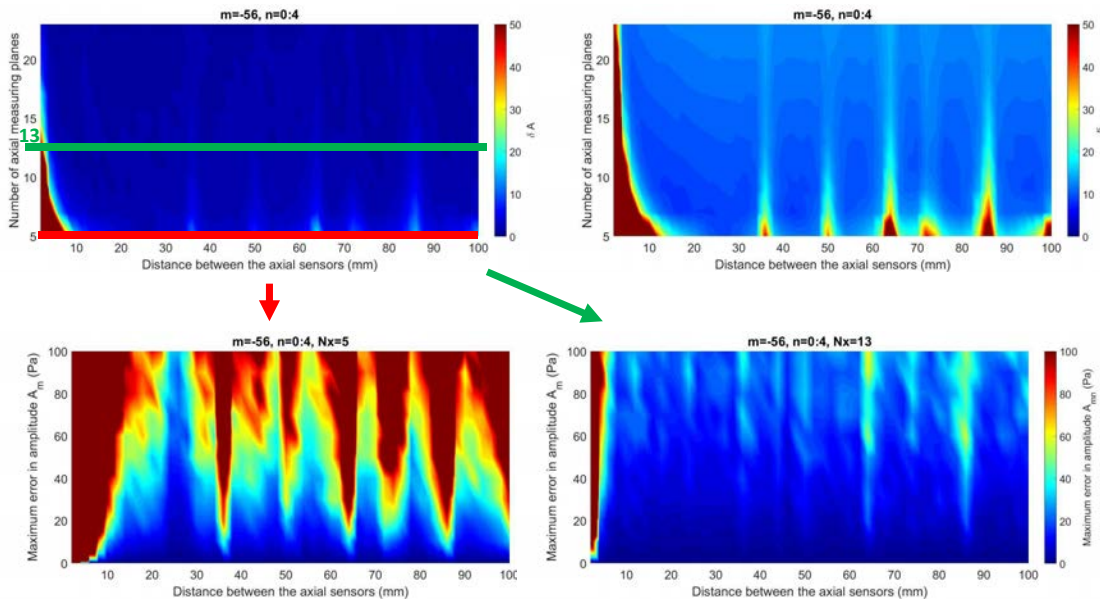 m=-56, n=0:4
Number of axial measuring planes
20
15
13
10
5
10 20 30 40 50 60 70 80 90 100
Distance between the axial sensors (mm)
50
40
30
20
10
0
δ A
m=-56, n=0:4
20
15
10
5
10 20 30 40 50 60 70 80 90 100
Distance between the axial sensors (mm)
50
40
30
20
10
0
m=-56, n=0:4, Nx=5
Maximum error in amplitude A_m (Pa)
100
80
60
40
20
0
10 20 30 40 50 60 70 80 90 100
Distance between the axial sensors (mm)
m=-56, n=0:4, Nx=13
Maximum error in amplitude A_m (Pa)
100
80
60
40
20
0
10 20 30 40 50 60 70 80 90 100
Distance between the axial sensors (mm)
100
80
60
40
20
0
Maximum error in amplitude A_mn (Pa)